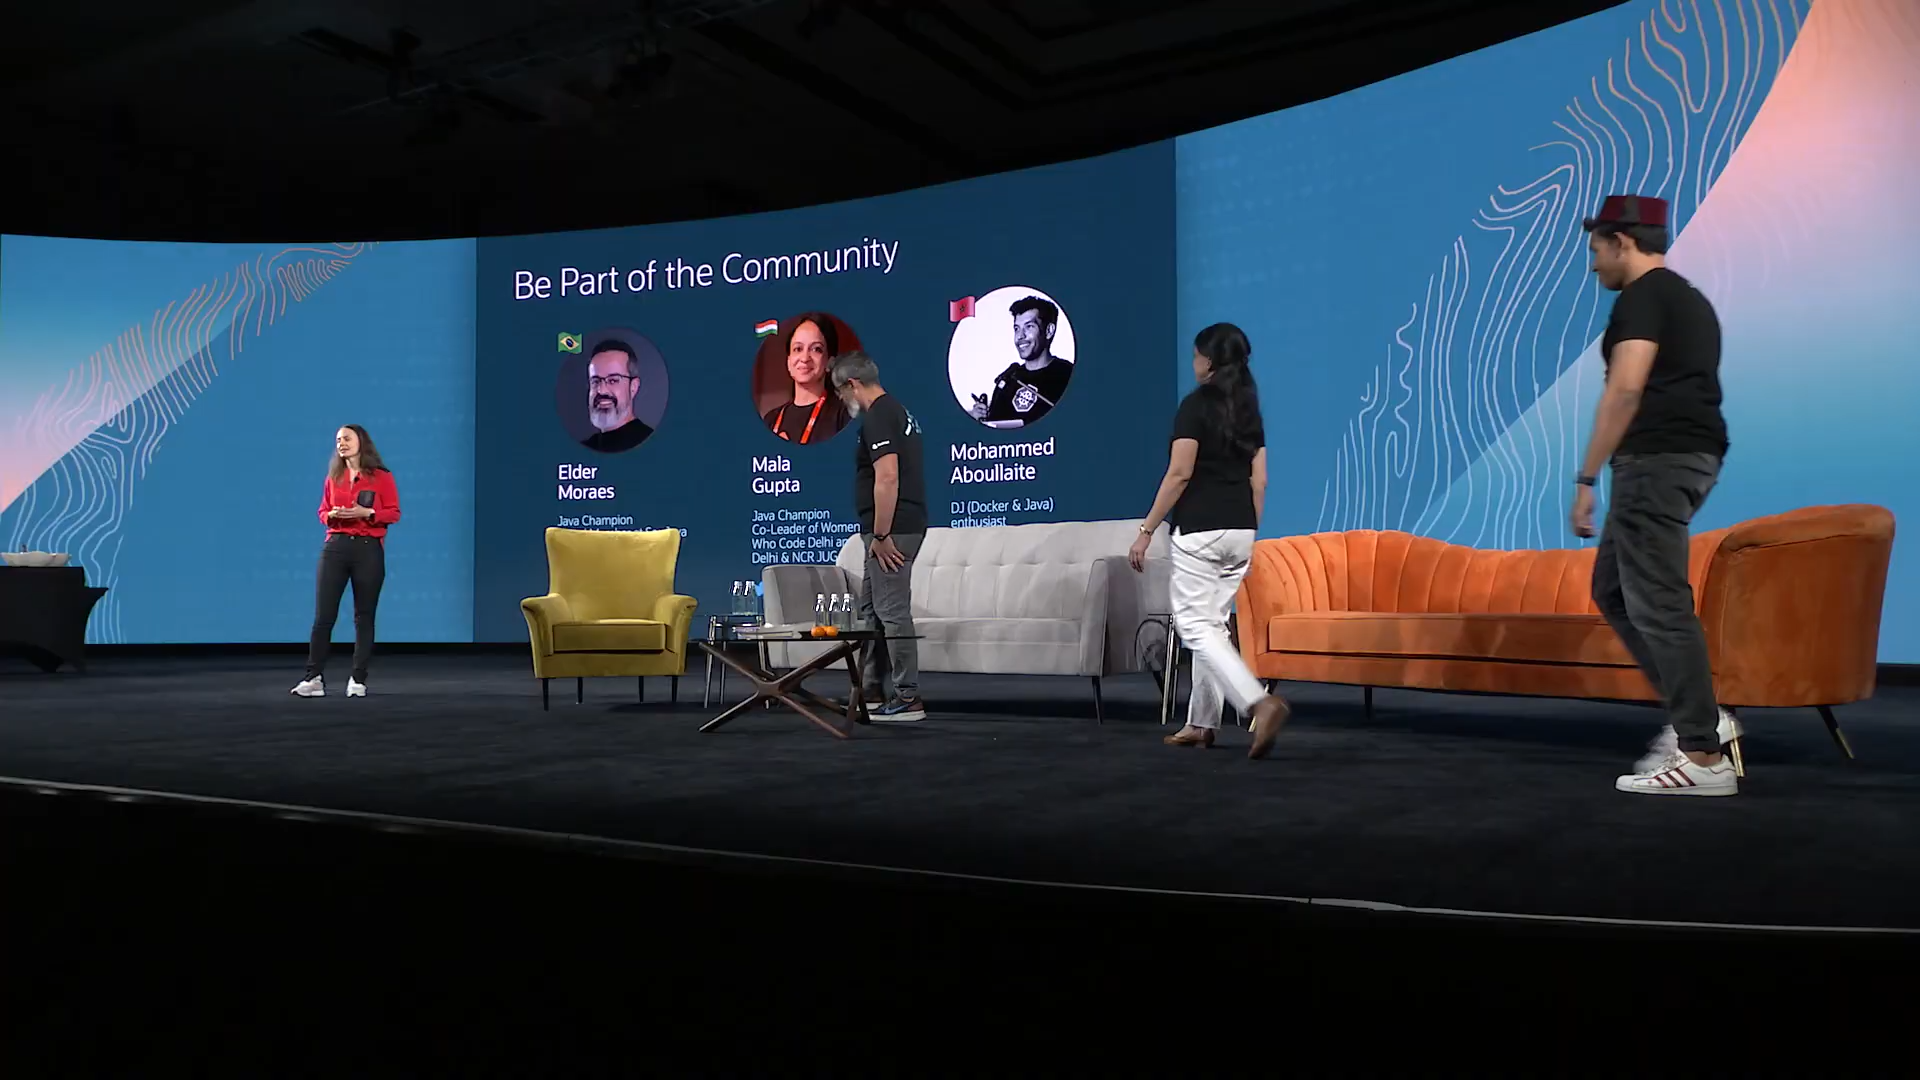 Be Part of the Community
Elder
Moraes
Java Champion
Mala
Gupta
Java Champion
Co-Leader of Women
Who Code Delhi
Delhi & NCR JUG
Mohammed
Aboullaite
DJ (Docker & Java)
enthusiast